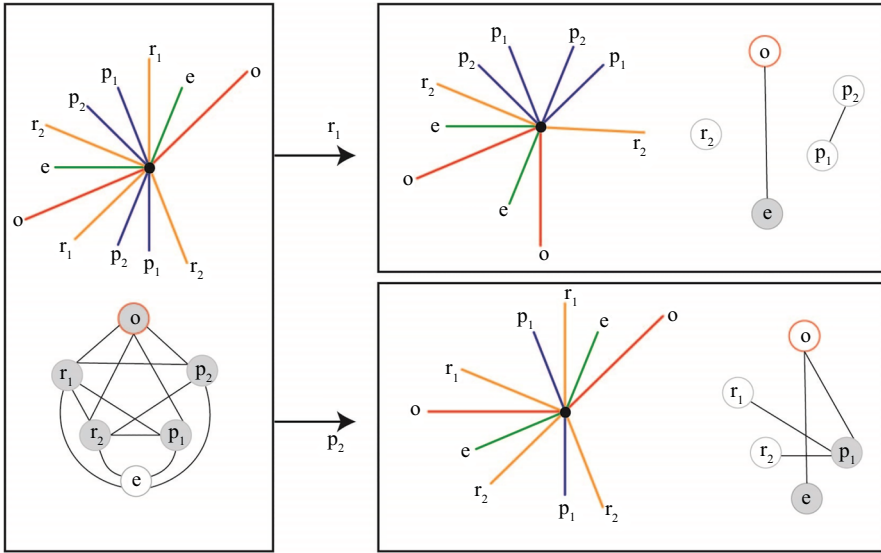 r₁
e
o
p₁
p₂
r₂
e
o
r₁
p₂
p₁
r₂
o
r₁
p₂
r₂
p₁
e
r₁
p₂
p₁
p₂
p₂
p₁
r₂
e
r₂
o
e
o
o
p₂
r₂
p₁
e
r₁
p₁
e
o
r₁
o
e
r₂
p₁
r₂
o
r₁
r₂
p₁
e